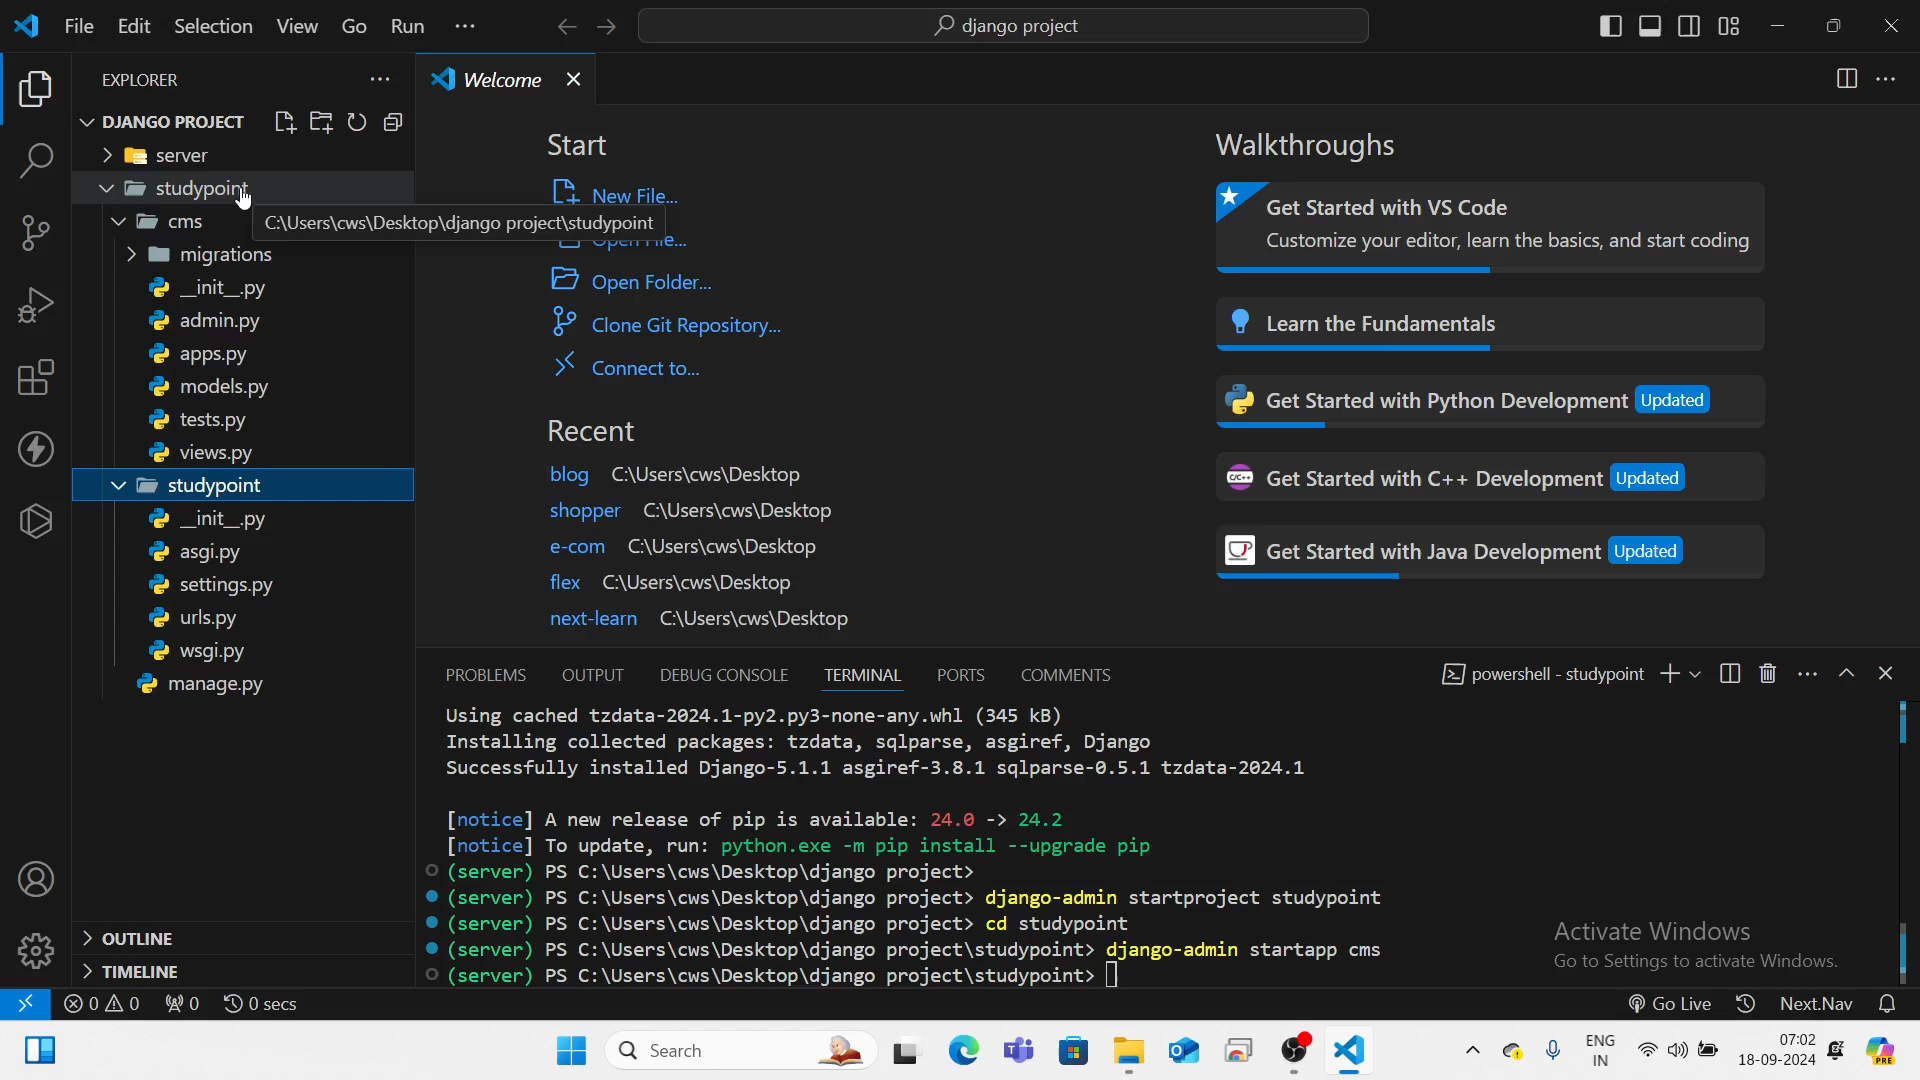 File Edit Selection View Go Run ···
django project
EXPLORER
DJANGO PROJECT
server
studypoint
cms
migrations
__init__.py
admin.py
apps.py
models.py
tests.py
views.py
studypoint
__init__.py
asgi.py
settings.py
urls.py
wsgi.py
manage.py
OUTLINE
TIMELINE
C:\Users\cws\Desktop\django project\studypoint
Welcome
Start
New File...
Open File...
Open Folder...
Clone Git Repository...
Connect to...
Recent
blog C:\Users\cws\Desktop
shopper C:\Users\cws\Desktop
e-com C:\Users\cws\Desktop
flex C:\Users\cws\Desktop
next-learn C:\Users\cws\Desktop
Walkthroughs
Get Started with VS Code
Customize your editor, learn the basics, and start coding
Learn the Fundamentals
Get Started with Python Development Updated
Get Started with C++ Development Updated
Get Started with Java Development Updated
PROBLEMS OUTPUT DEBUG CONSOLE TERMINAL PORTS COMMENTS
powershell - studypoint
Using cached tzdata-2024.1-py2.py3-none-any.whl (345 kB)
Installing collected packages: tzdata, sqlparse, asgiref, Django
Successfully installed Django-5.1.1 asgiref-3.8.1 sqlparse-0.5.1 tzdata-2024.1
[notice] A new release of pip is available: 24.0 -> 24.2
[notice] To update, run: python.exe -m pip install --upgrade pip
(server) PS C:\Users\cws\Desktop\django project>
(server) PS C:\Users\cws\Desktop\django project> django-admin startproject studypoint
(server) PS C:\Users\cws\Desktop\django project> cd studypoint
(server) PS C:\Users\cws\Desktop\django project\studypoint> django-admin startapp cms
(server) PS C:\Users\cws\Desktop\django project\studypoint>
Activate Windows
Go to Settings to activate Windows.
0 0 0 0 secs
Go Live Next.Nav
Search
ENG
IN
07:02
18-09-2024
PRE